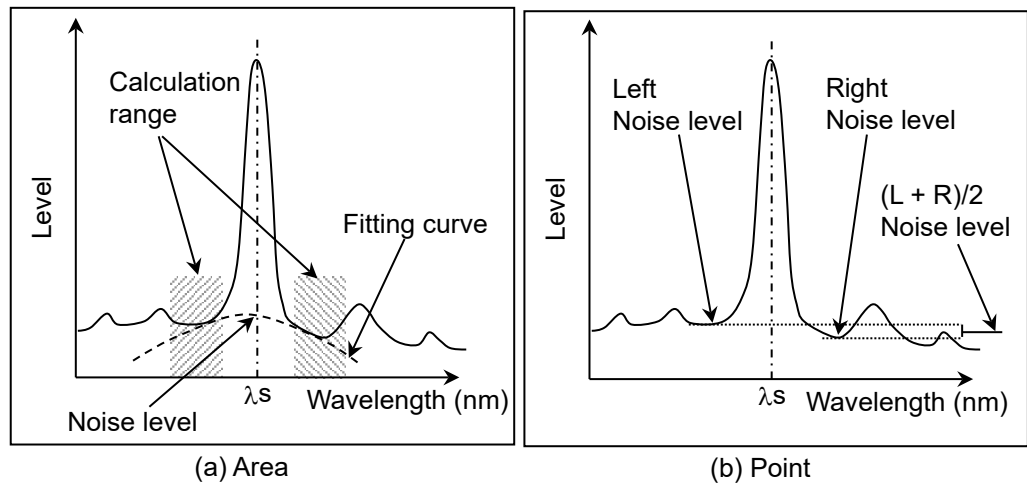 Calculation
range
Level
Fitting curve
λs
Wavelength (nm)
Noise level
(a) Area
Left
Noise level
Right
Noise level
(L + R)/2
Noise level
Level
λs
Wavelength (nm)
(b) Point